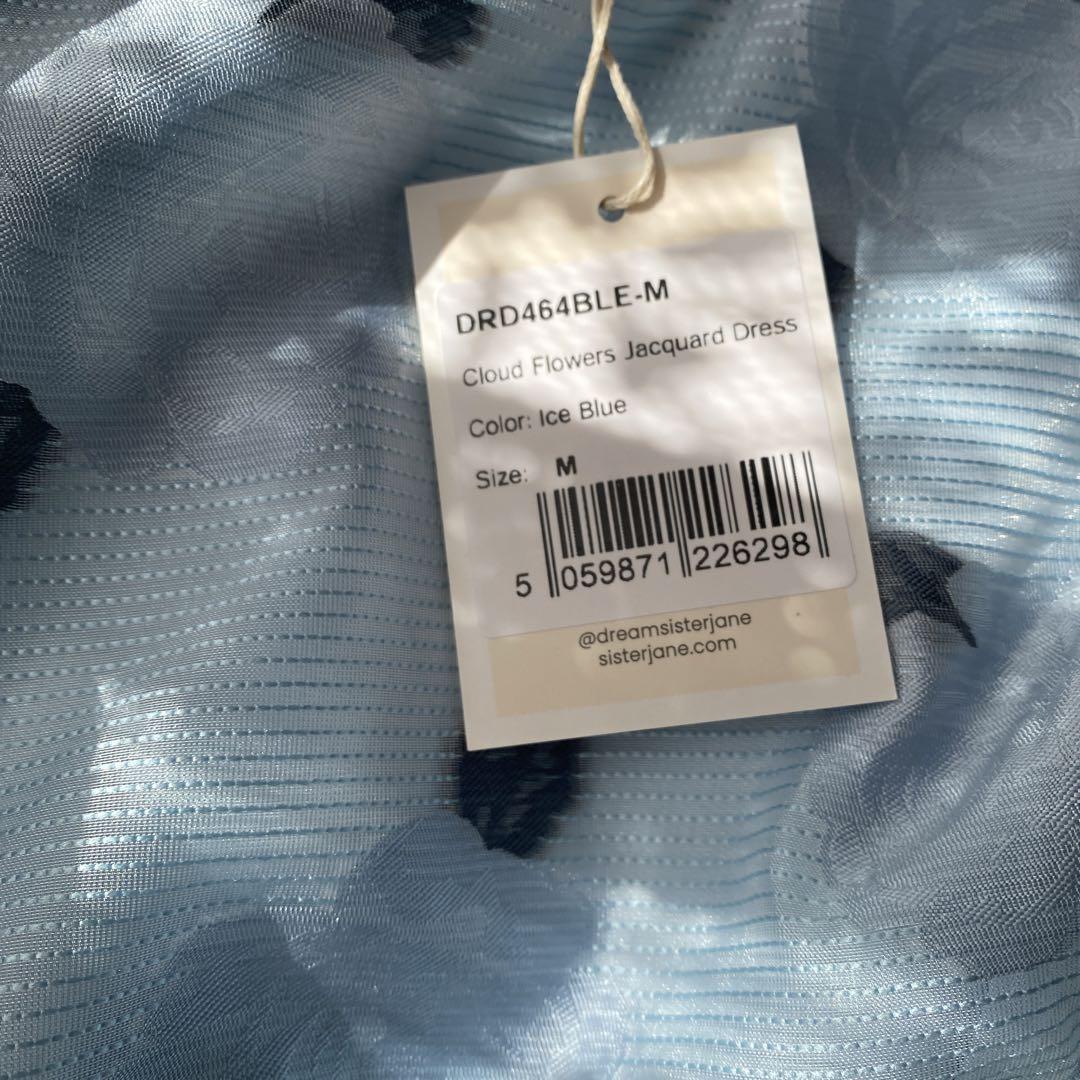 DRD464BLE-M
Cloud Flowers Jacquard Dress
Color: Ice Blue
Size: M
5 059871 226298
@dreamsisterjane
sisterjane.com